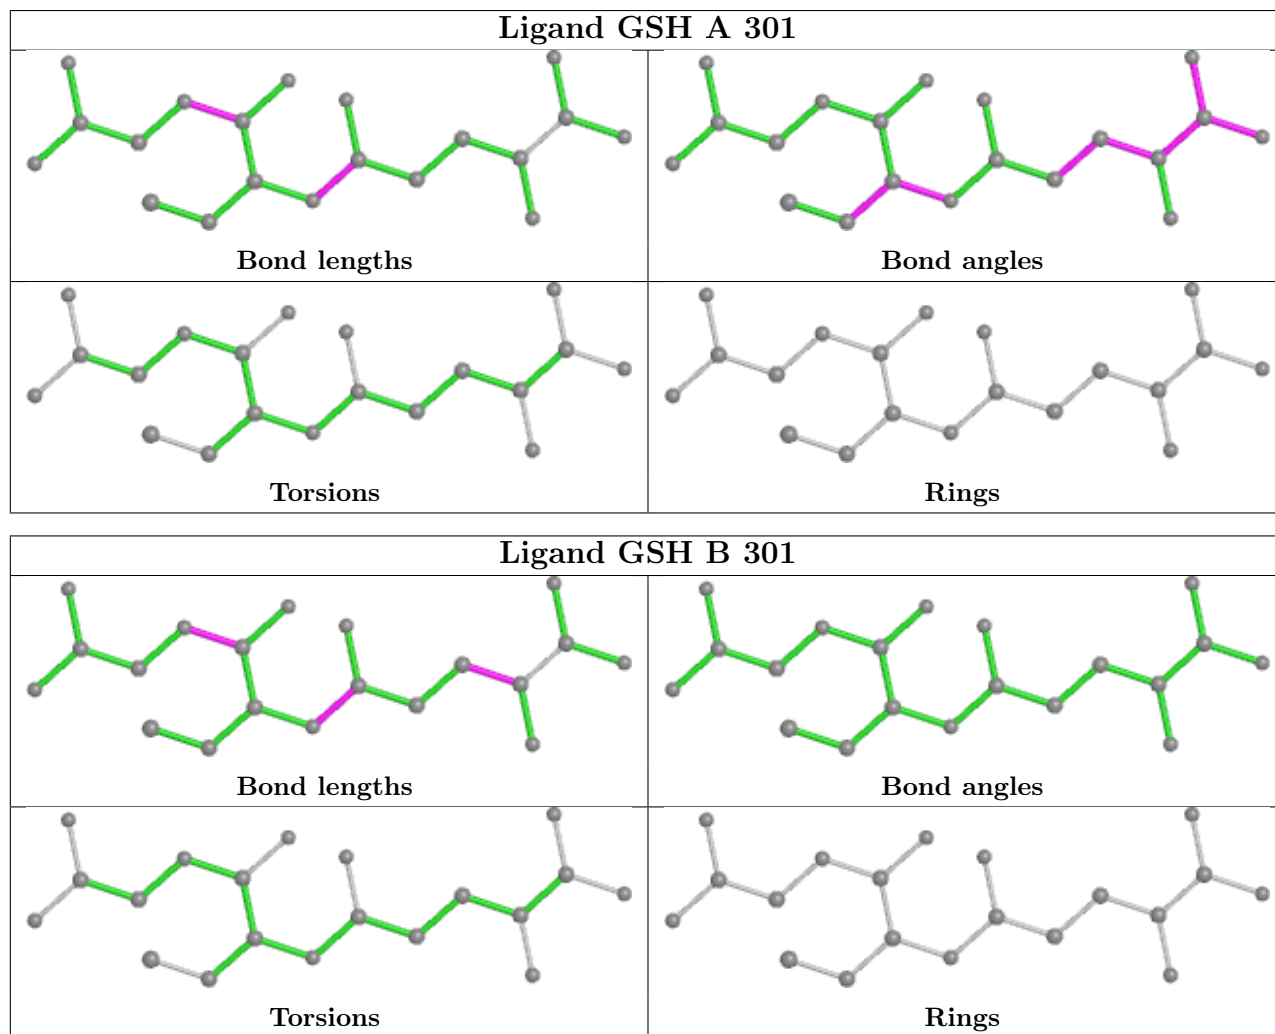 Ligand GSH A 301
Bond lengths
Bond angles
Torsions
Rings
Ligand GSH B 301
Bond lengths
Bond angles
Torsions
Rings